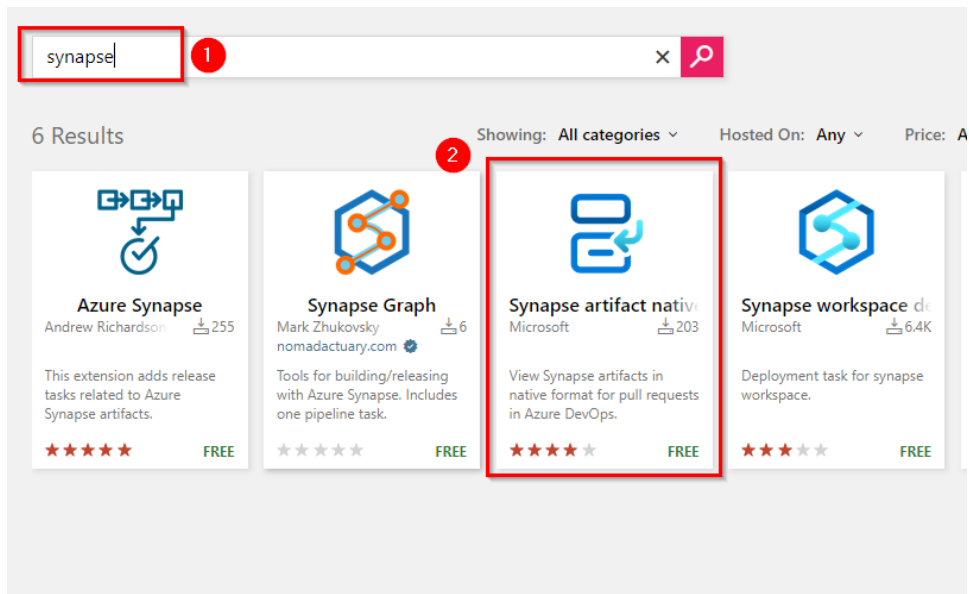 synapse
1
6 Results
Showing: All categories
Hosted On: Any
Price: A
2
Azure Synapse
Andrew Richardson 255
This extension adds release
tasks related to Azure
Synapse artifacts.
FREE
Synapse Graph
Mark Zhukovsky 6
nomadactuary.com
Tools for building/releasing
with Azure Synapse. Includes
one pipeline task.
FREE
Synapse artifact native
Microsoft 203
View Synapse artifacts in
native format for pull requests
in Azure DevOps.
FREE
Synapse workspace de
Microsoft 6.4K
Deployment task for synapse
workspace.
FREE